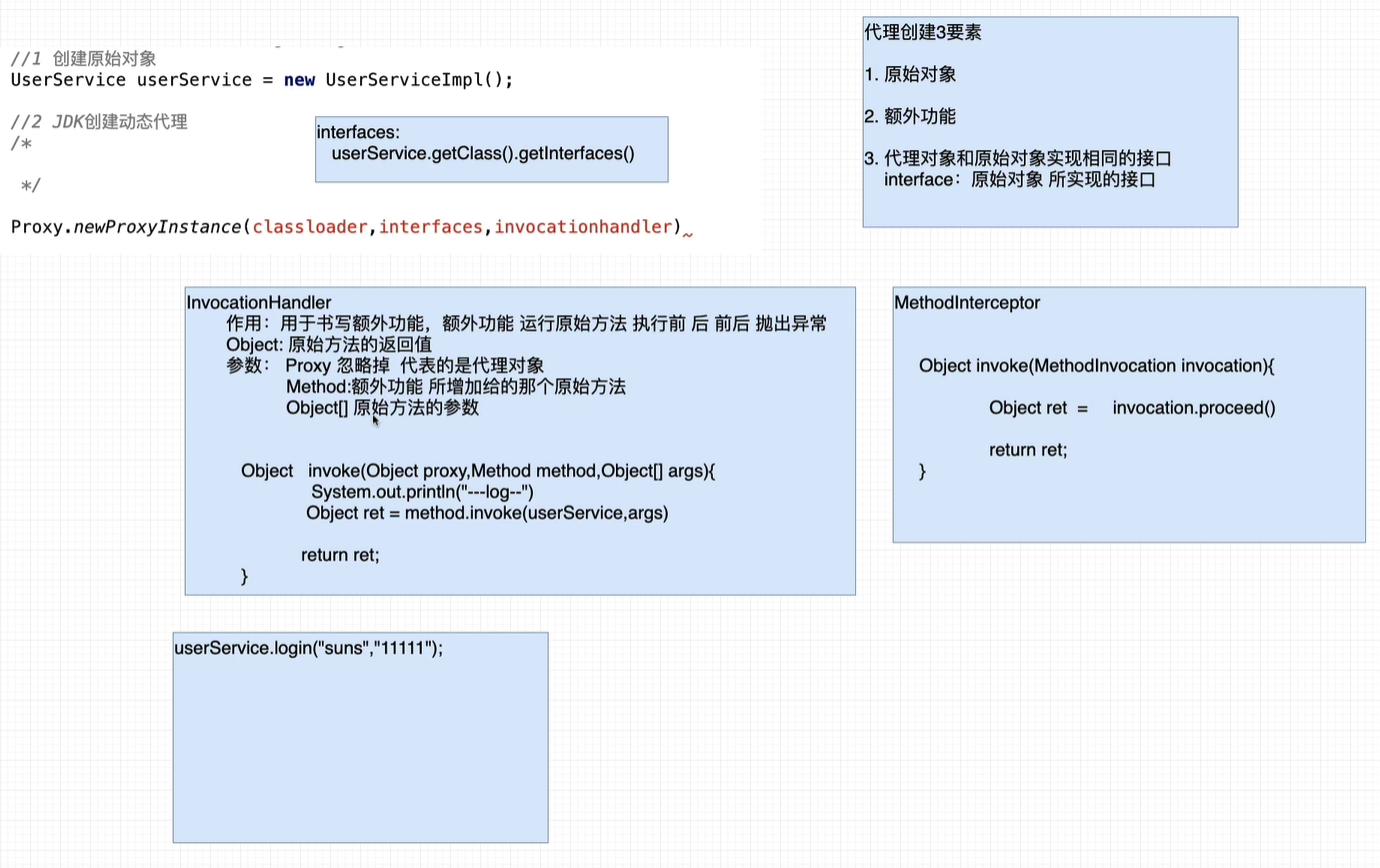 //1 创建原始对象
UserService userService = new UserServiceImpl();
//2 JDK创建动态代理
/*
*/
interfaces:
userService.getClass().getInterfaces()
Proxy.newProxyInstance(classloader,interfaces,invocationhandler)
代理创建3要素
1. 原始对象
2. 额外功能
3. 代理对象和原始对象实现相同的接口
interface：原始对象 所实现的接口
InvocationHandler
作用：用于书写额外功能，额外功能 运行原始方法 执行前 后 前后 抛出异常
Object: 原始方法的返回值
参数： Proxy 忽略掉 代表的是代理对象
Method:额外功能 所增加给的那个原始方法
Object[] 原始方法的参数
Object invoke(Object proxy,Method method,Object[] args){
System.out.println("---log--")
Object ret = method.invoke(userService,args)
return ret;
}
MethodInterceptor
Object invoke(MethodInvocation invocation){
Object ret = invocation.proceed()
return ret;
}
userService.login("suns","11111");